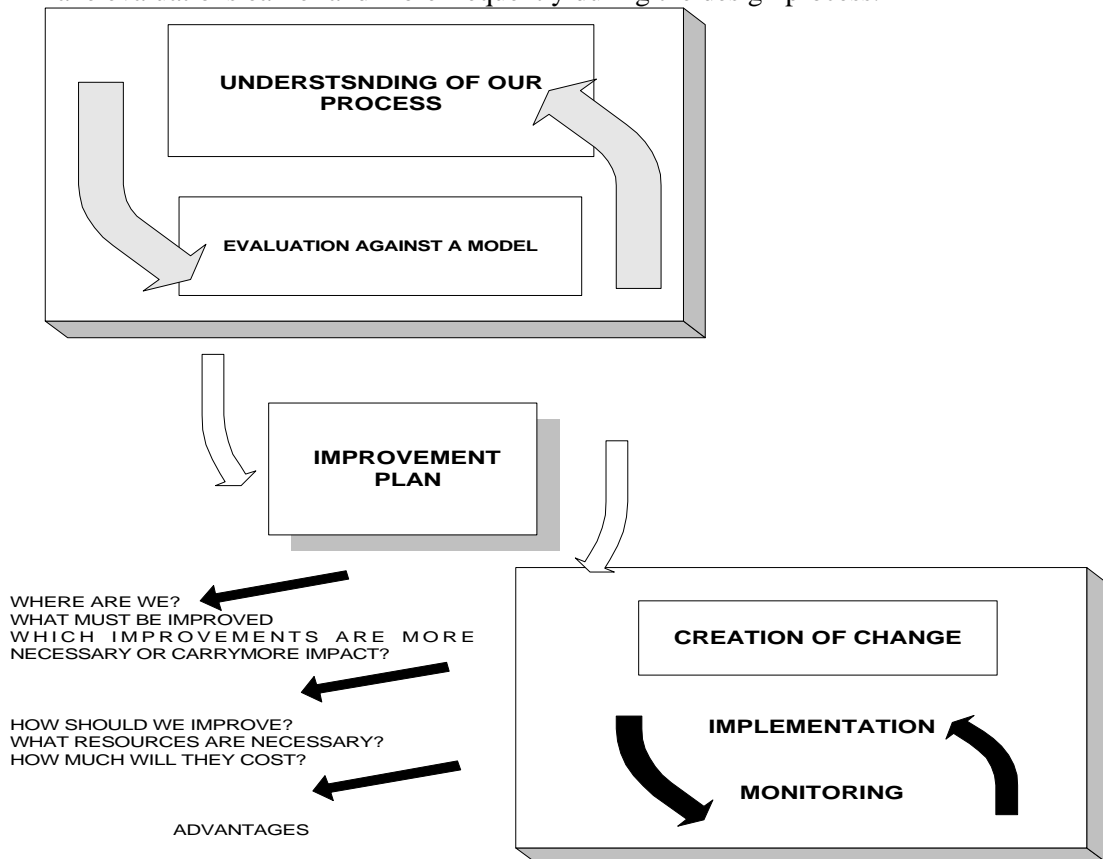 UNDERSTSNDING OF OUR
PROCESS
EVALUATION AGAINST A MODEL
IMPROVEMENT
PLAN
WHERE ARE WE?
WHAT MUST BE IMPROVED
WHICH IMPROVEMENTS ARE MORE
NECESSARY OR CARRYMORE IMPACT?
HOW SHOULD WE IMPROVE?
WHAT RESOURCES ARE NECESSARY?
HOW MUCH WILL THEY COST?
ADVANTAGES
CREATION OF CHANGE
IMPLEMENTATION
MONITORING